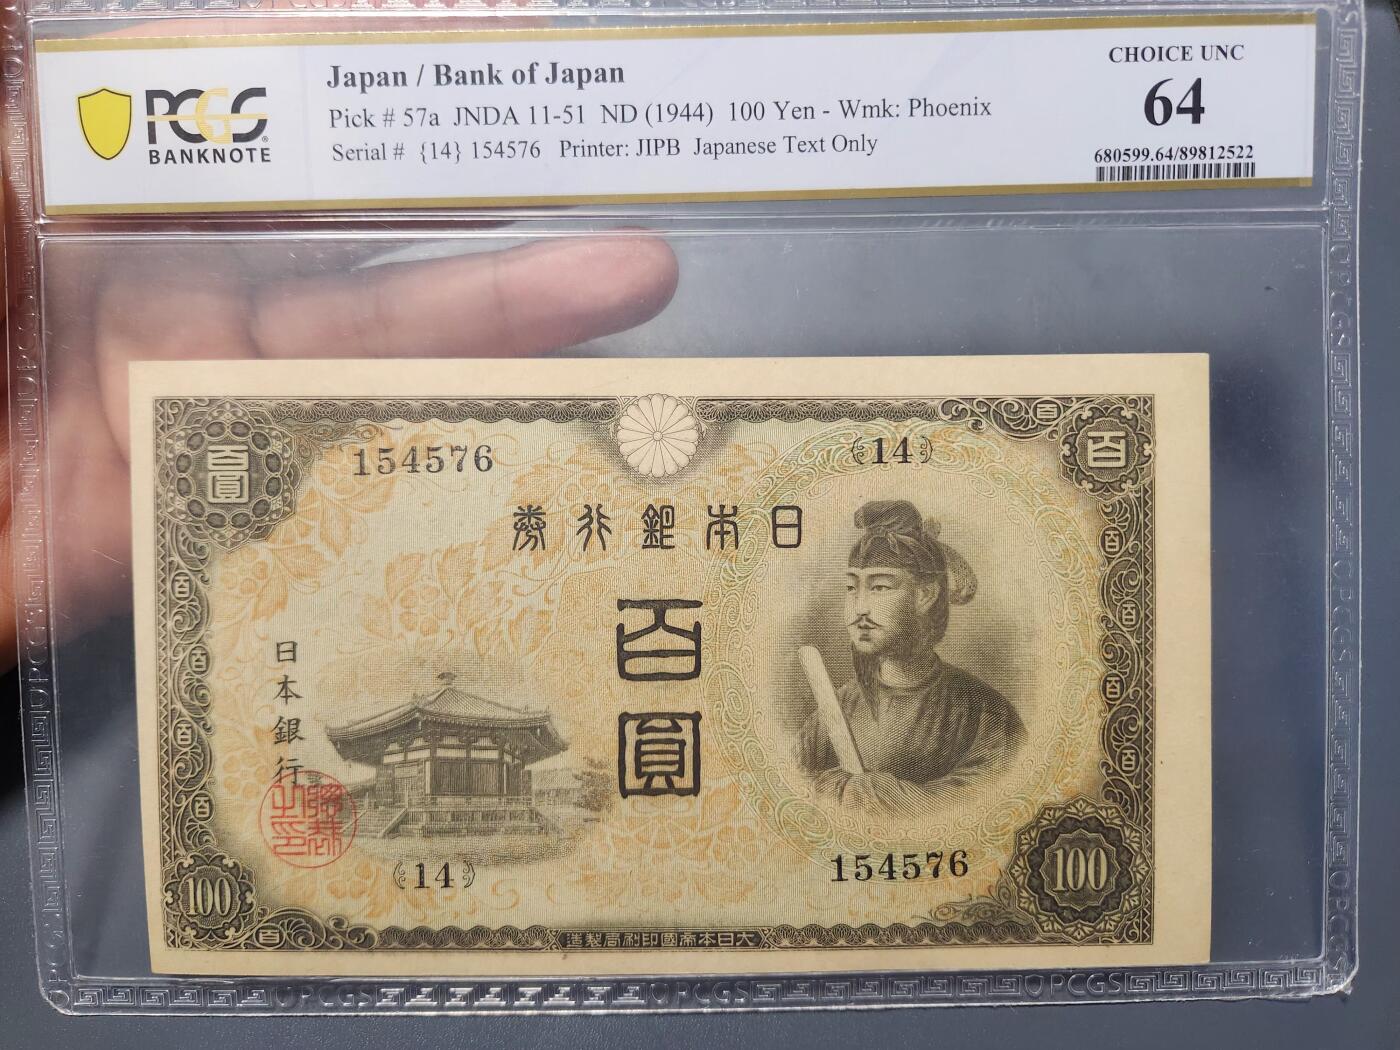 PCGS
BANKNOTE
Japan / Bank of Japan
Pick # 57a JNDA 11-51 ND (1944) 100 Yen - Wmk: Phoenix
Serial # {14} 154576 Printer: JIPB Japanese Text Only
CHOICE UNC
64
680599.64/89812522
百圓
154576
{14}
百
券行銀本日
百圓
日本銀行
{14}
154576
100
100
造製局刷印國帝本日大